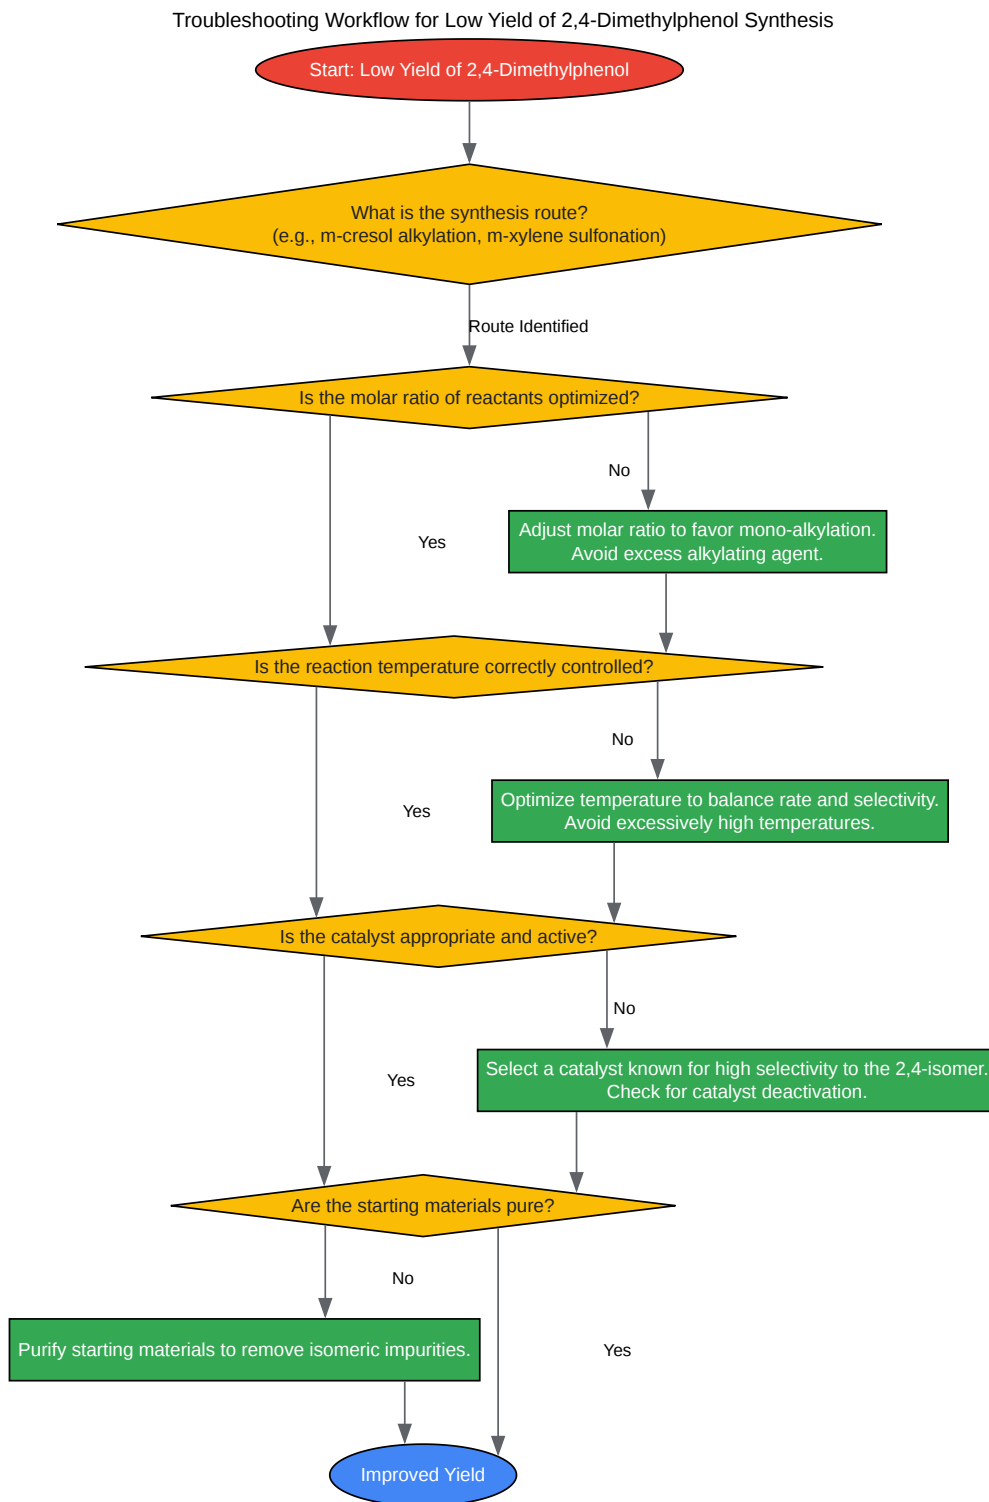 Troubleshooting Workflow for Low Yield of 2,4-Dimethylphenol Synthesis
Start: Low Yield of 2,4-Dimethylphenol
What is the synthesis route?
(e.g., m-cresol alkylation, m-xylene sulfonation)
Route Identified
Is the molar ratio of reactants optimized?
No
Adjust molar ratio to favor mono-alkylation.
Avoid excess alkylating agent.
Yes
Is the reaction temperature correctly controlled?
No
Optimize temperature to balance rate and selectivity.
Avoid excessively high temperatures.
Yes
Is the catalyst appropriate and active?
No
Select a catalyst known for high selectivity to the 2,4-isomer.
Check for catalyst deactivation.
Yes
Are the starting materials pure?
No
Purify starting materials to remove isomeric impurities.
Yes
Improved Yield